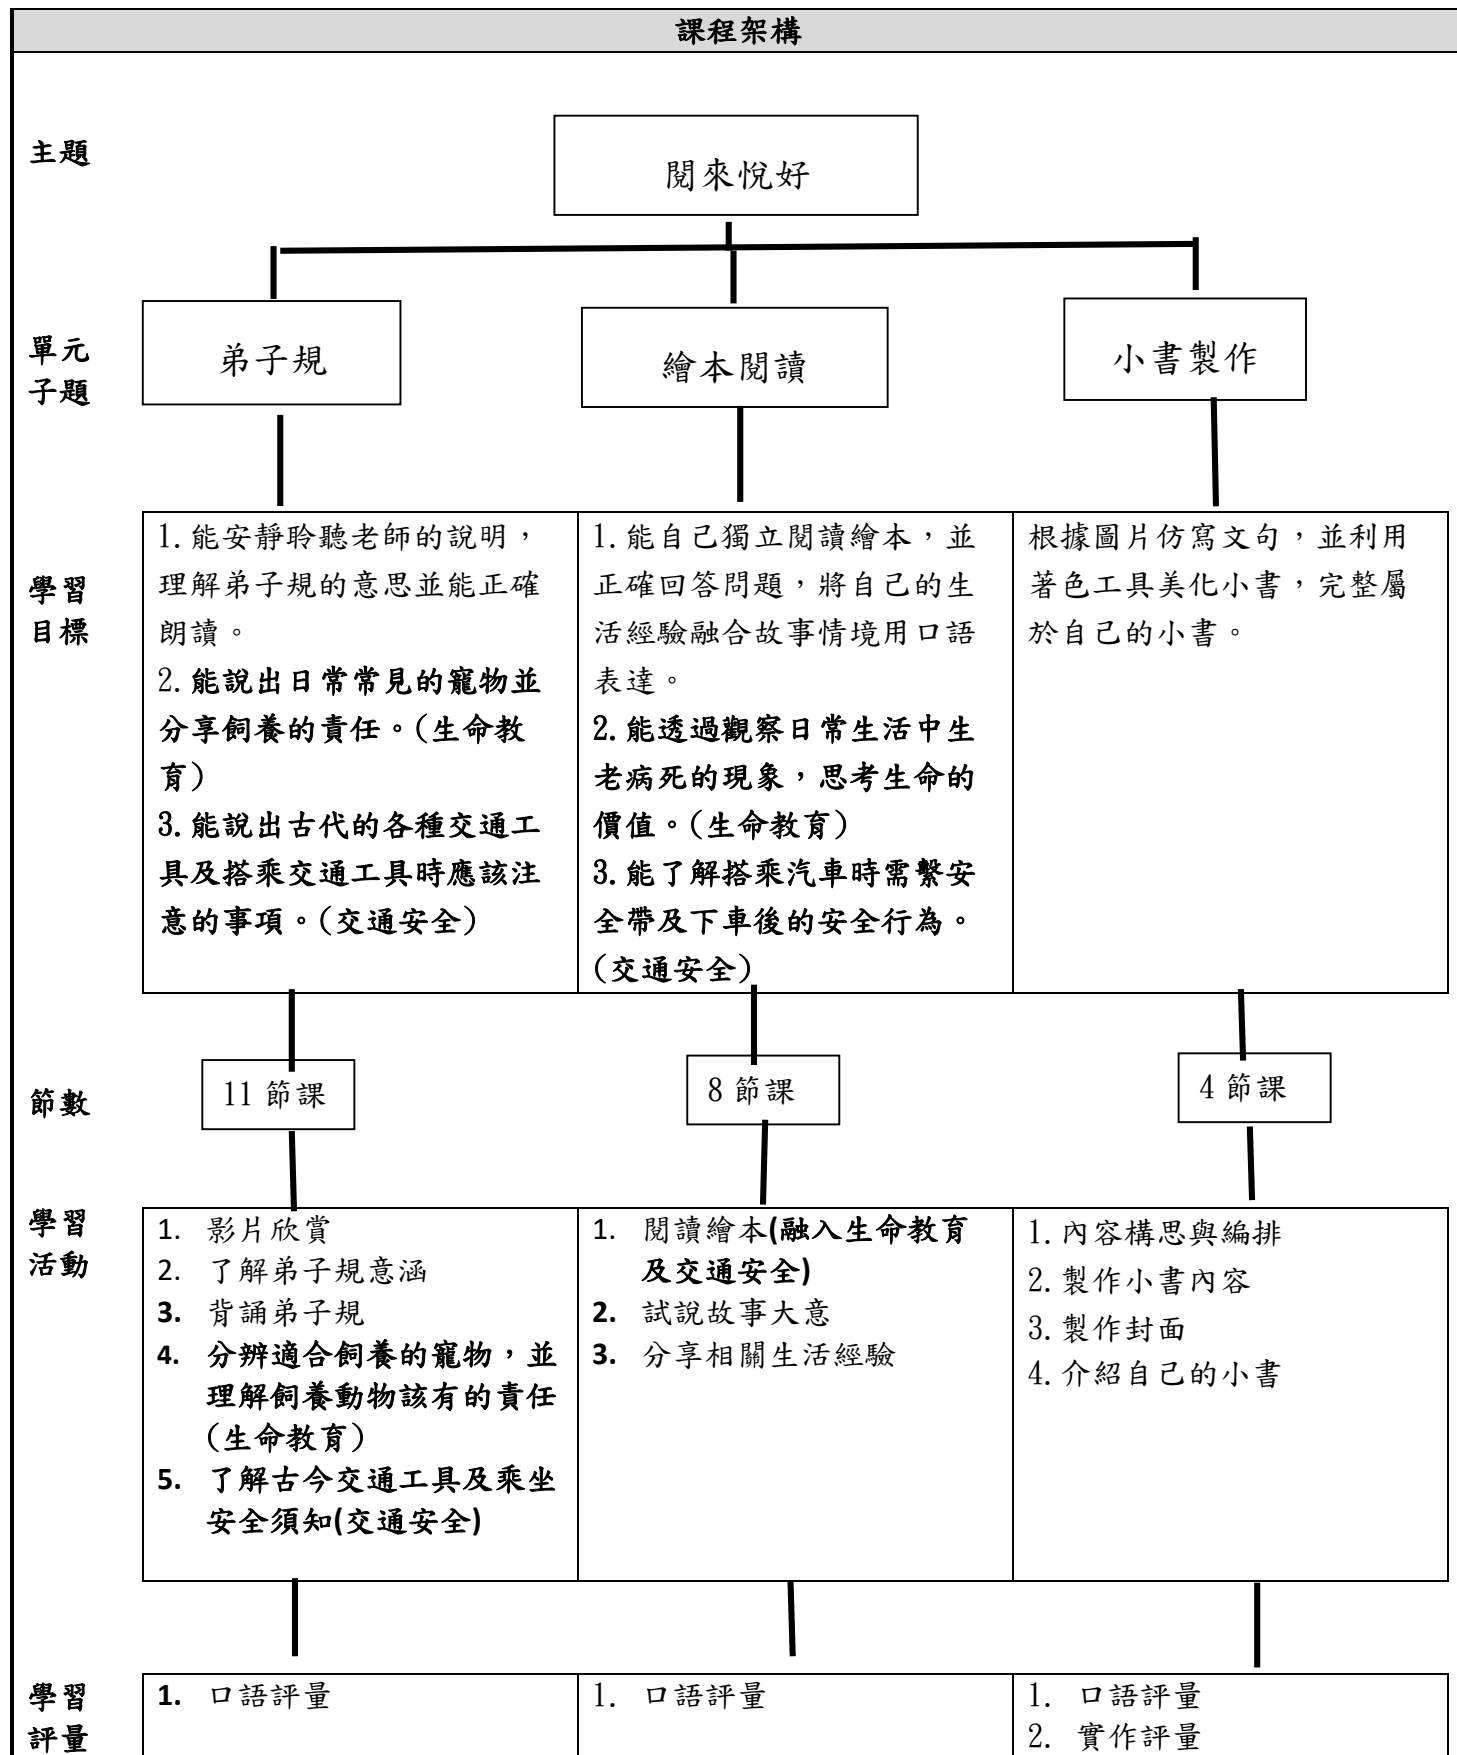 課程架構
主題
閱來悅好
單元
子題
弟子規
繪本閱讀
小書製作
學習
目標
1.能安靜聆聽老師的說明，
理解弟子規的意思並能正確
朗讀。
2.能說出日常常見的寵物並
分享飼養的責任。(生命教
育)
3.能說出古代的各種交通工
具及搭乘交通工具時應該注
意的事項。(交通安全)
1.能自己獨立閱讀繪本，並
正確回答問題，將自己的生
活經驗融合故事情境用口語
表達。
2.能透過觀察日常生活中生
老病死的現象，思考生命的
價值。(生命教育)
3.能了解搭乘汽車時需繫安
全帶及下車後的安全行為。
(交通安全)
根據圖片仿寫文句，並利用
著色工具美化小書，完整屬
於自己的小書。
節數
11 節課
8 節課
4 節課
學習
活動
1. 影片欣賞
2. 了解弟子規意涵
3. 背誦弟子規
4. 分辨適合飼養的寵物，並
理解飼養動物該有的責任
(生命教育)
5. 了解古今交通工具及乘坐
安全須知(交通安全)
1. 閱讀繪本(融入生命教育
及交通安全)
2. 試說故事大意
3. 分享相關生活經驗
1.內容構思與編排
2.製作小書內容
3.製作封面
4.介紹自己的小書
學習
評量
1. 口語評量
1. 口語評量
1. 口語評量
2. 實作評量